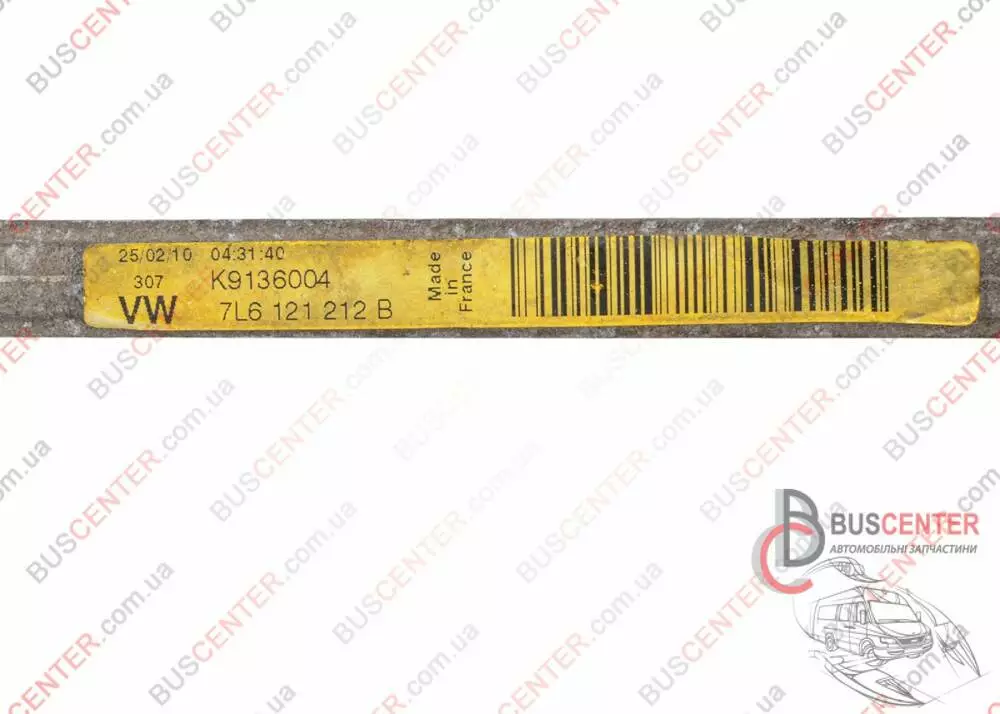 25/02/10 04:31:40
307 K9136004
VW 7L6 121 212 B
Made
in
France
BUSCENTER
АВТОМОБІЛЬНІ ЗАПЧАСТИНИ
BUSCENTER.com.ua